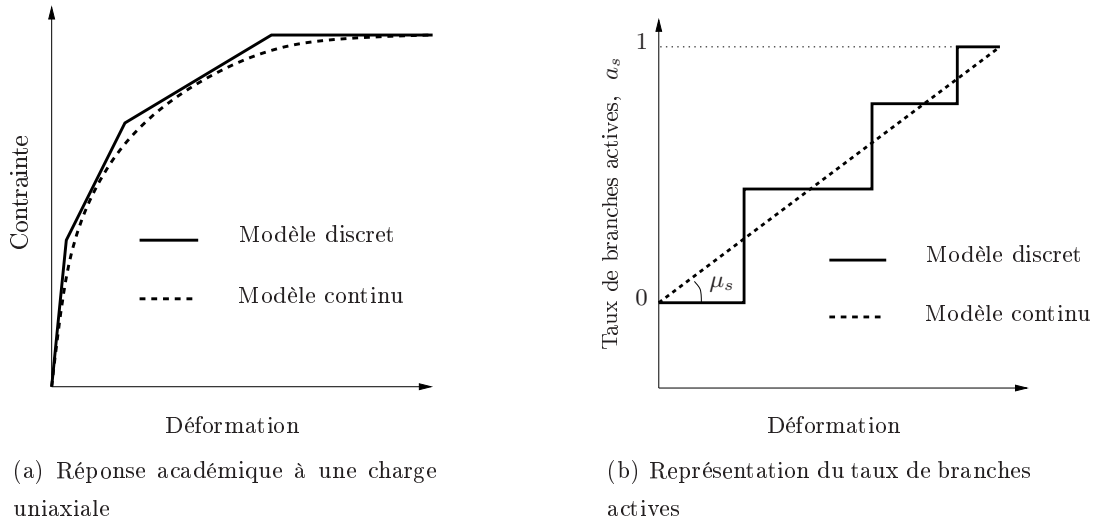 Contrainte
Modèle discret
Modèle continu
Déformation
(a) Réponse académique à une charge
uniaxiale
Taux de branches actives, a_s
1
0
μ_s
Modèle discret
Modèle continu
Déformation
(b) Représentation du taux de branches
actives